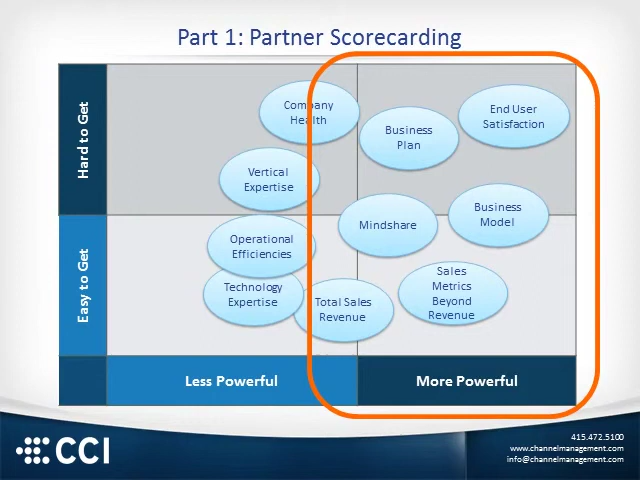 Part 1: Partner Scorecarding
Hard to Get
Company
Health
Business
Plan
End User
Satisfaction
Vertical
Expertise
Mindshare
Business
Model
Easy to Get
Operational
Efficiencies
Technology
Expertise
Total Sales
Revenue
Sales
Metrics
Beyond
Revenue
Less Powerful
More Powerful
CCI
415.472.5100
www.channelmanagement.com
info@channelmanagement.com